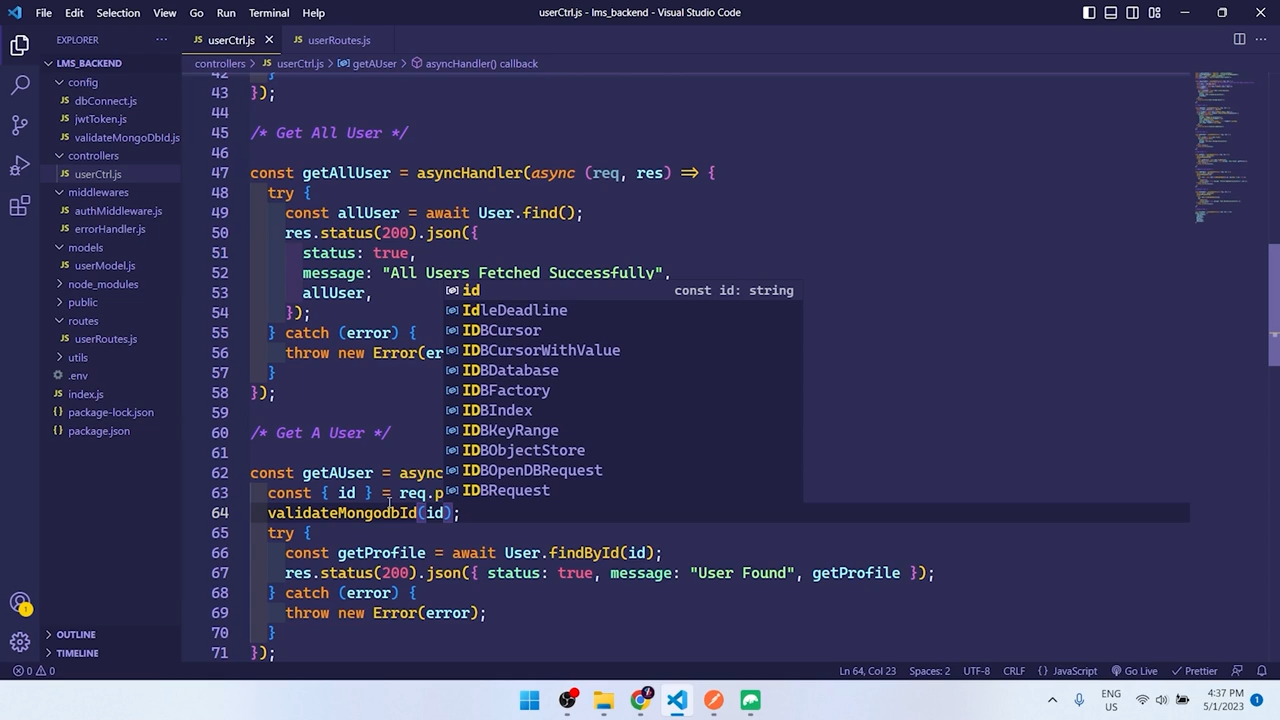 File Edit Selection View Go Run Terminal Help
userCtrl.js - lms_backend - Visual Studio Code
EXPLORER
userCtrl.js
userRoutes.js
LMS_BACKEND
controllers > userCtrl.js > getAUser > asyncHandler() callback
config
dbConnect.js
jwtToken.js
validateMongoDbId.js
controllers
userCtrl.js
middlewares
authMiddleware.js
errorHandler.js
models
userModel.js
node_modules
public
routes
userRoutes.js
utils
.env
index.js
package-lock.json
package.json
OUTLINE
TIMELINE
42 }
43 });
44
45 /* Get All User */
46
47 const getAllUser = asyncHandler(async (req, res) => {
48 try {
49 const allUser = await User.find();
50 res.status(200).json({
51 status: true,
52 message: "All Users Fetched Successfully",
53 allUser,
54 });
55 } catch (error) {
56 throw new Error(er
57 }
58 });
59
60 /* Get A User */
61
62 const getAUser = async
63 const { id } = req.p
64 validateMongodbId(id);
65 try {
66 const getProfile = await User.findById(id);
67 res.status(200).json({ status: true, message: "User Found", getProfile });
68 } catch (error) {
69 throw new Error(error);
70 }
71 });
id const id: string
IdleDeadline
IDBCursor
IDBCursorWithValue
IDBDatabase
IDBFactory
IDBIndex
IDBKeyRange
IDBObjectStore
IDBOpenDBRequest
IDBRequest
1
0 0
Ln 64, Col 23 Spaces: 2 UTF-8 CRLF {} JavaScript Go Live Prettier
ENG
US
4:37 PM
5/1/2023
1